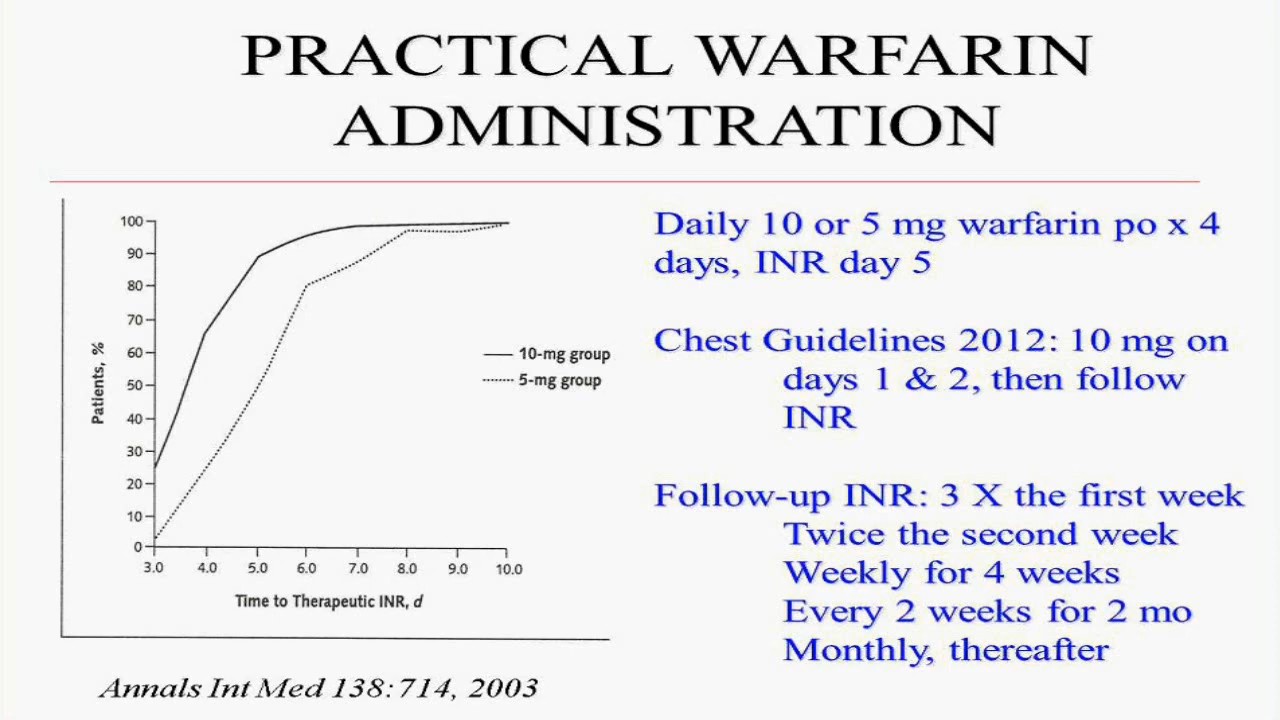 PRACTICAL WARFARIN
ADMINISTRATION
100
90
80
70
60
50
40
30
20
10
0
Patients, %
3.0 4.0 5.0 6.0 7.0 8.0 9.0 10.0
Time to Therapeutic INR, d
10-mg group
5-mg group
Annals Int Med 138:714, 2003
Daily 10 or 5 mg warfarin po x 4
days, INR day 5
Chest Guidelines 2012: 10 mg on
days 1 & 2, then follow
INR
Follow-up INR: 3 X the first week
Twice the second week
Weekly for 4 weeks
Every 2 weeks for 2 mo
Monthly, thereafter